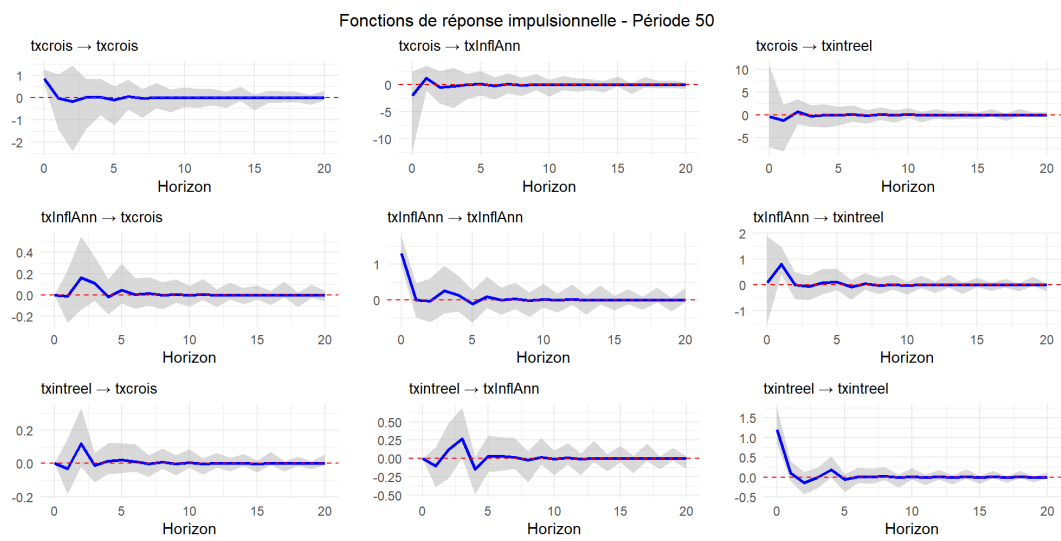 Fonctions de réponse impulsionnelle - Période 50
txcrois → txcrois
txcrois → txInflAnn
txcrois → txintreel
1
0
-1
-2
0 5 10 15 20
Horizon
0
-5
-10
0 5 10 15 20
Horizon
10
5
0
-5
0 5 10 15 20
Horizon
txInflAnn → txcrois
txInflAnn → txInflAnn
txInflAnn → txintreel
0.4
0.2
0.0
-0.2
0 5 10 15 20
Horizon
1
0
0 5 10 15 20
Horizon
2
1
0
-1
0 5 10 15 20
Horizon
txintreel → txcrois
txintreel → txInflAnn
txintreel → txintreel
0.2
0.0
-0.2
0 5 10 15 20
Horizon
0.50
0.25
0.00
-0.25
-0.50
0 5 10 15 20
Horizon
1.5
1.0
0.5
0.0
-0.5
0 5 10 15 20
Horizon